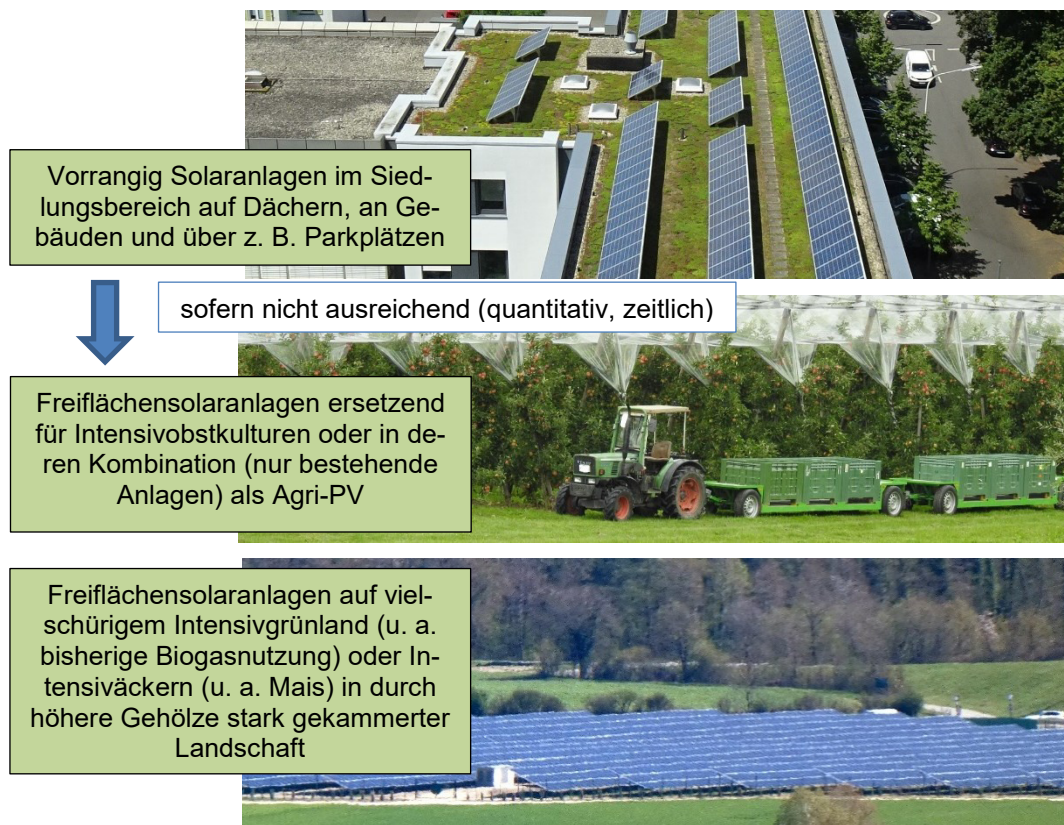 Vorrangig Solaranlagen im Sied-
lungsbereich auf Dächern, an Ge-
bäuden und über z. B. Parkplätzen
sofern nicht ausreichend (quantitativ, zeitlich)
Freiflächensolaranlagen ersetzend
für Intensivobstkulturen oder in de-
ren Kombination (nur bestehende
Anlagen) als Agri-PV
Freiflächensolaranlagen auf viel-
schürigem Intensivgrünland (u. a.
bisherige Biogasnutzung) oder In-
tensiväckern (u. a. Mais) in durch
höhere Gehölze stark gekammerter
Landschaft